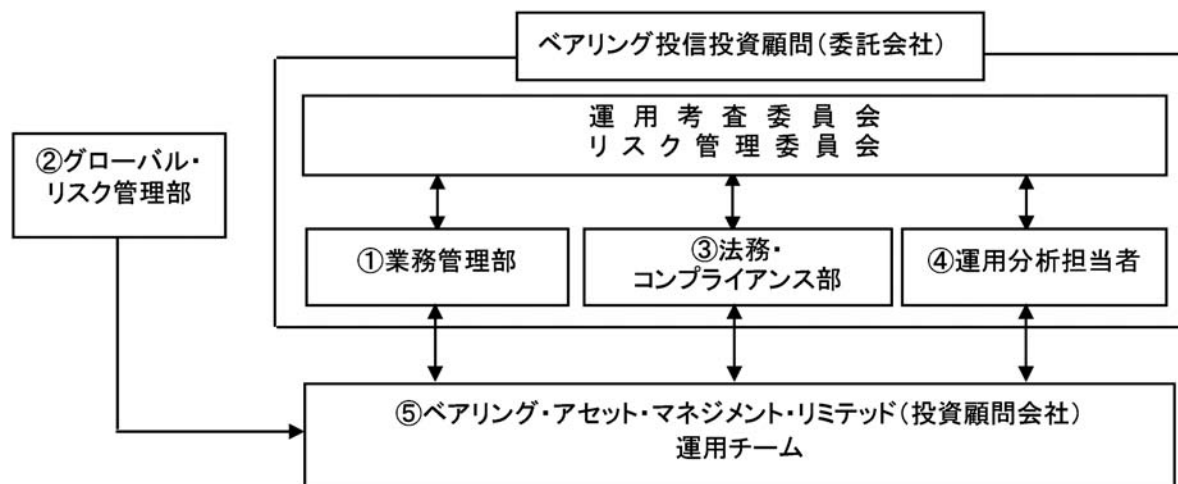 ベアリング投信投資顧問(委託会社)
運用考査委員会
リスク管理委員会
②グローバル・
リスク管理部
①業務管理部
③法務・
コンプライアンス部
④運用分析担当者
⑤ベアリング・アセット・マネジメント・リミテッド(投資顧問会社)
運用チーム